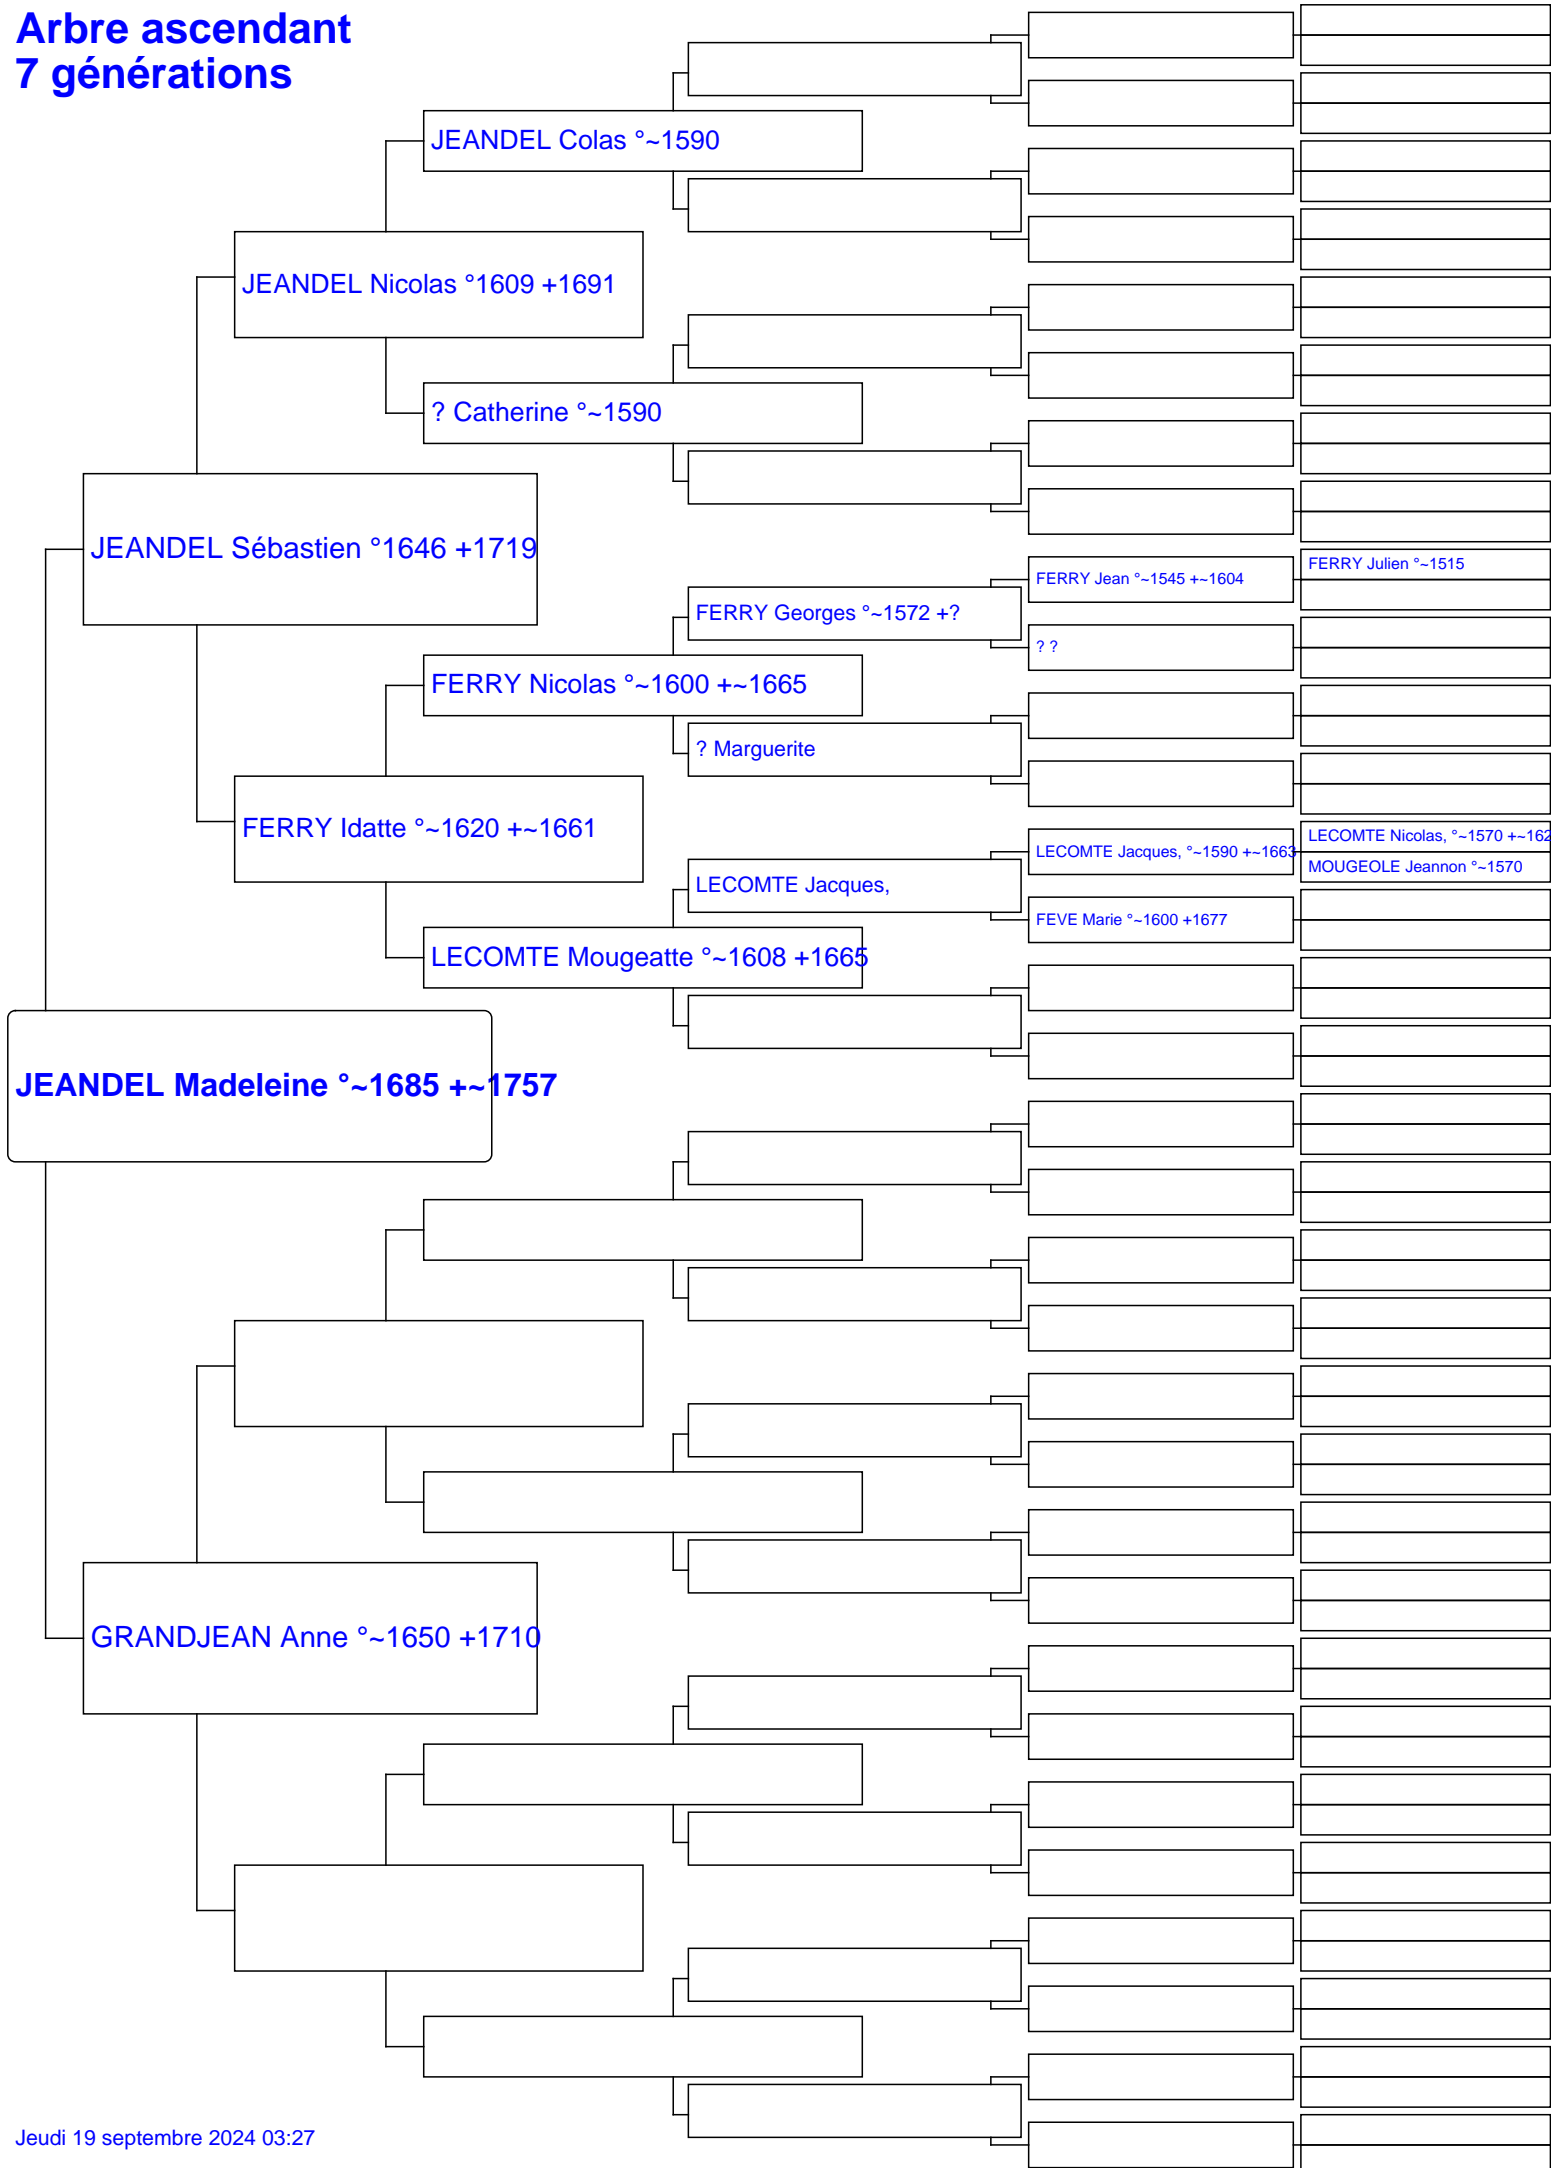 Arbre ascendant
7 générations
JEANDEL Colas °~1590
JEANDEL Nicolas °1609 +1691
? Catherine °~1590
JEANDEL Sébastien °1646 +1719
FERRY Julien °~1515
FERRY Jean °~1545 +~1604
FERRY Georges °~1572 +?
? ?
FERRY Nicolas °~1600 +~1665
? Marguerite
FERRY Idatte °~1620 +~1661
LECOMTE Nicolas, °~1570 +~162
LECOMTE Jacques, °~1590 +~1663
MOUGEOLE Jeannon °~1570
LECOMTE Jacques,
FEVE Marie °~1600 +1677
LECOMTE Mougeatte °~1608 +1665
JEANDEL Madeleine °~1685 +~1757
GRANDJEAN Anne °~1650 +1710
Jeudi 19 septembre 2024 03:27